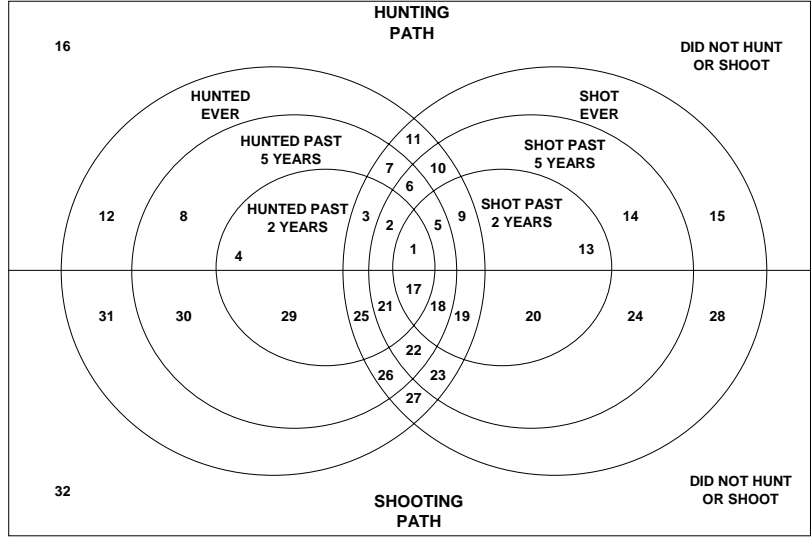 HUNTING
PATH
16
DID NOT HUNT
OR SHOOT
HUNTED
EVER
SHOT
EVER
11
HUNTED PAST
5 YEARS
SHOT PAST
5 YEARS
7
10
6
HUNTED PAST
2 YEARS
SHOT PAST
2 YEARS
12
8
3
2
5
9
14
15
4
1
13
17
31
30
29
25
21
18
19
20
24
28
22
26
23
27
32
DID NOT HUNT
OR SHOOT
SHOOTING
PATH